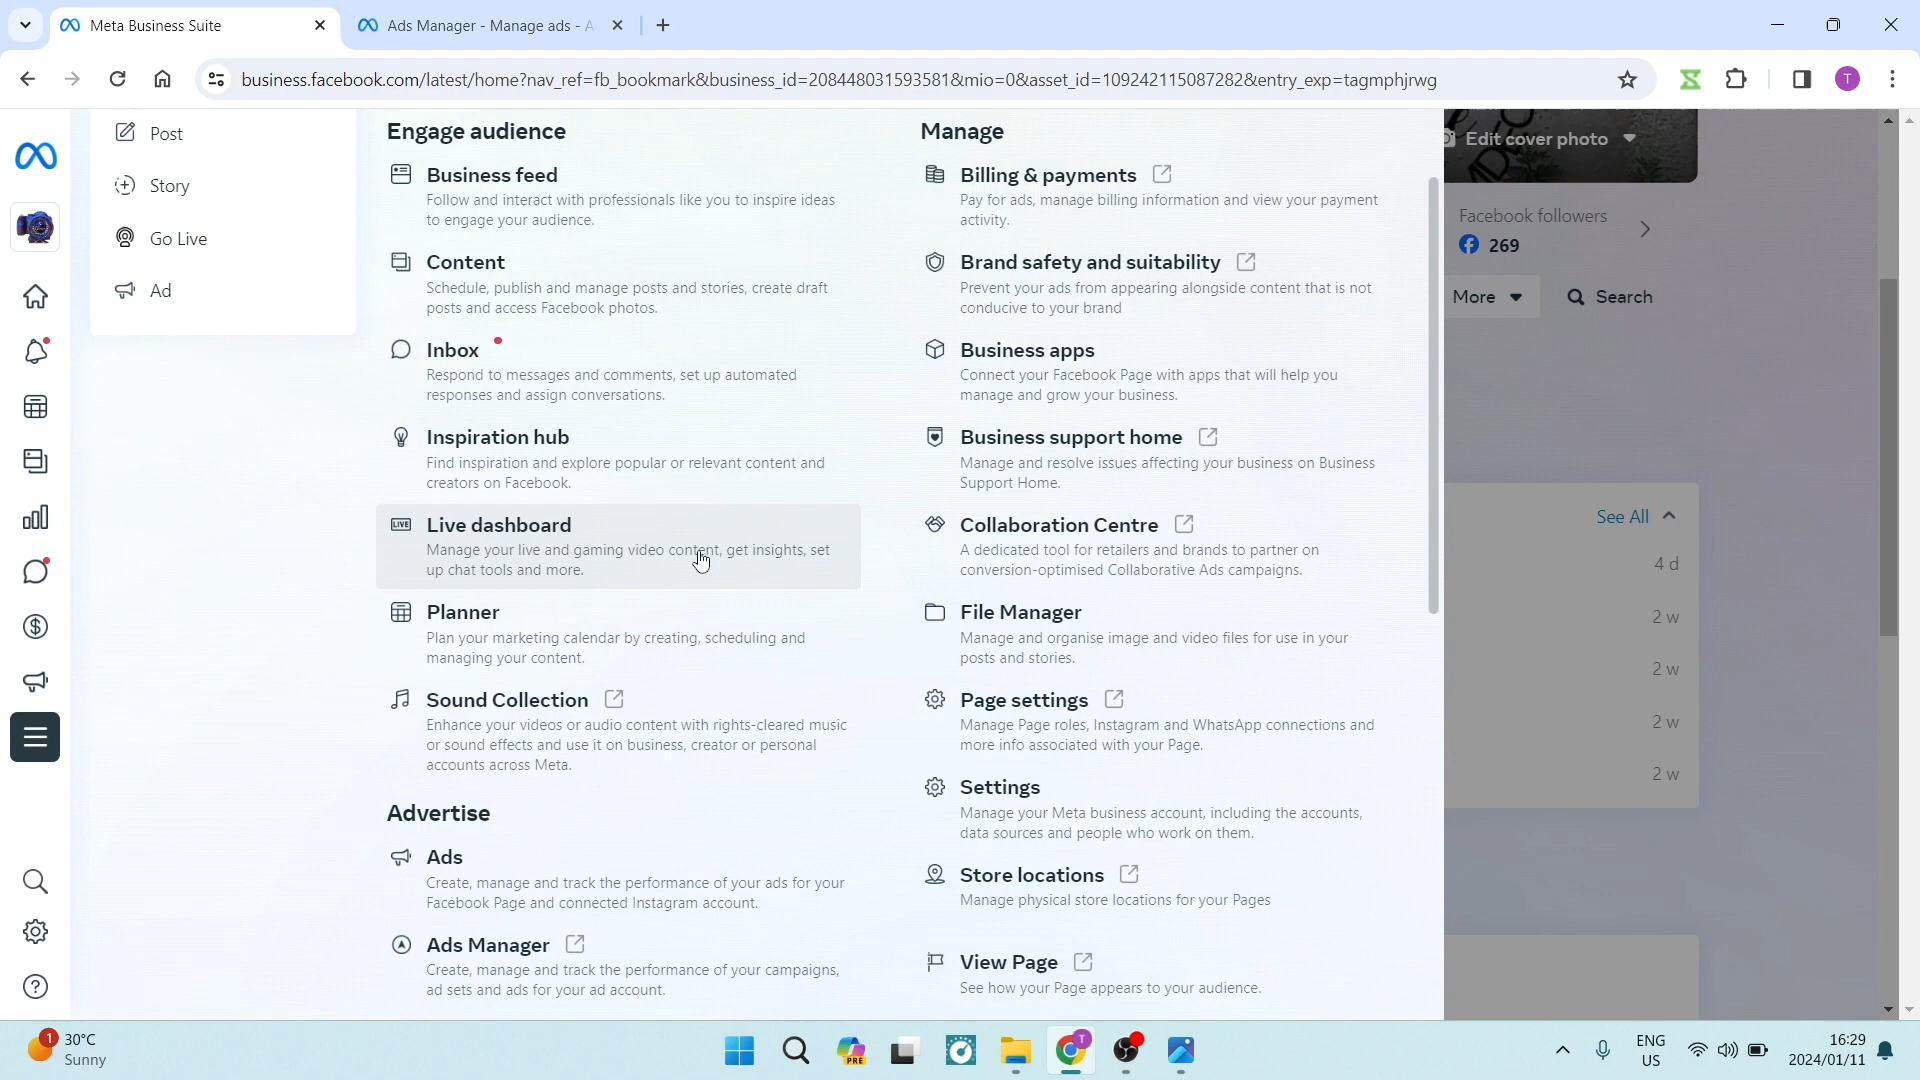 Meta Business Suite
Ads Manager - Manage ads - A
business.facebook.com/latest/home?nav_ref=fb_bookmark&business_id=208448031593581&mio=0&asset_id=109242115087282&entry_exp=tagmphjrwg
T
Post
Story
Go Live
Ad
Engage audience
Business feed
Follow and interact with professionals like you to inspire ideas
to engage your audience.
Content
Schedule, publish and manage posts and stories, create draft
posts and access Facebook photos.
Inbox
Respond to messages and comments, set up automated
responses and assign conversations.
Inspiration hub
Find inspiration and explore popular or relevant content and
creators on Facebook.
LIVE
Live dashboard
Manage your live and gaming video content, get insights, set
up chat tools and more.
Planner
Plan your marketing calendar by creating, scheduling and
managing your content.
Sound Collection
Enhance your videos or audio content with rights-cleared music
or sound effects and use it on business, creator or personal
accounts across Meta.
Advertise
Ads
Create, manage and track the performance of your ads for your
Facebook Page and connected Instagram account.
Ads Manager
Create, manage and track the performance of your campaigns,
ad sets and ads for your ad account.
Manage
Billing & payments
Pay for ads, manage billing information and view your payment
activity.
Brand safety and suitability
Prevent your ads from appearing alongside content that is not
conducive to your brand
Business apps
Connect your Facebook Page with apps that will help you
manage and grow your business.
Business support home
Manage and resolve issues affecting your business on Business
Support Home.
Collaboration Centre
A dedicated tool for retailers and brands to partner on
conversion-optimised Collaborative Ads campaigns.
File Manager
Manage and organise image and video files for use in your
posts and stories.
Page settings
Manage Page roles, Instagram and WhatsApp connections and
more info associated with your Page.
Settings
Manage your Meta business account, including the accounts,
data sources and people who work on them.
Store locations
Manage physical store locations for your Pages
View Page
See how your Page appears to your audience.
Edit cover photo
Facebook followers
269
More
Search
See All
4 d
2 w
2 w
2 w
2 w
1
30°C
Sunny
PRE
T
ENG
US
16:29
2024/01/11